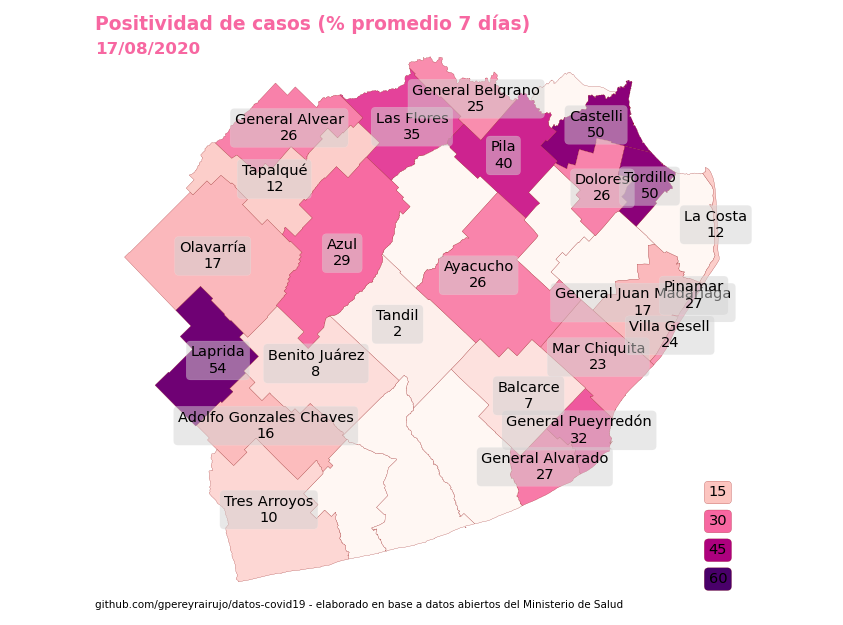 Positividad de casos (% promedio 7 días)
17/08/2020
General Belgrano
25
General Alvear
26
Las Flores
35
Castelli
50
Pila
40
Tapalqué
12
Dolores
26
Tordillo
50
La Costa
12
Olavarría
17
Azul
29
Ayacucho
26
Pinamar
27
General Juan Madariaga
17
Tandil
2
Villa Gesell
24
Laprida
54
Benito Juárez
8
Mar Chiquita
23
Balcarce
7
Adolfo Gonzales Chaves
16
General Pueyrredón
32
General Alvarado
27
Tres Arroyos
10
15
30
45
60
github.com/gpereyrairujo/datos-covid19 - elaborado en base a datos abiertos del Ministerio de Salud